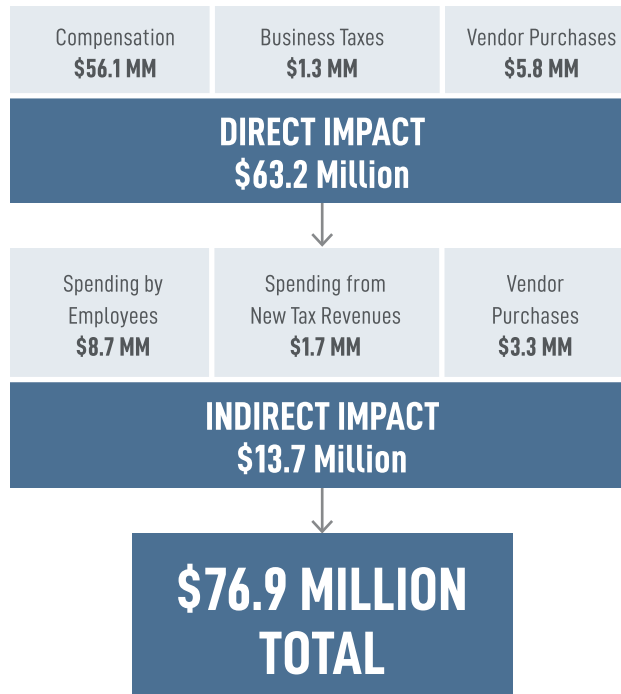 Compensation
$56.1 MM
Business Taxes
$1.3 MM
Vendor Purchases
$5.8 MM
DIRECT IMPACT
$63.2 Million
Spending by
Employees
$8.7 MM
Spending from
New Tax Revenues
$1.7 MM
Vendor
Purchases
$3.3 MM
INDIRECT IMPACT
$13.7 Million
$76.9 MILLION
TOTAL